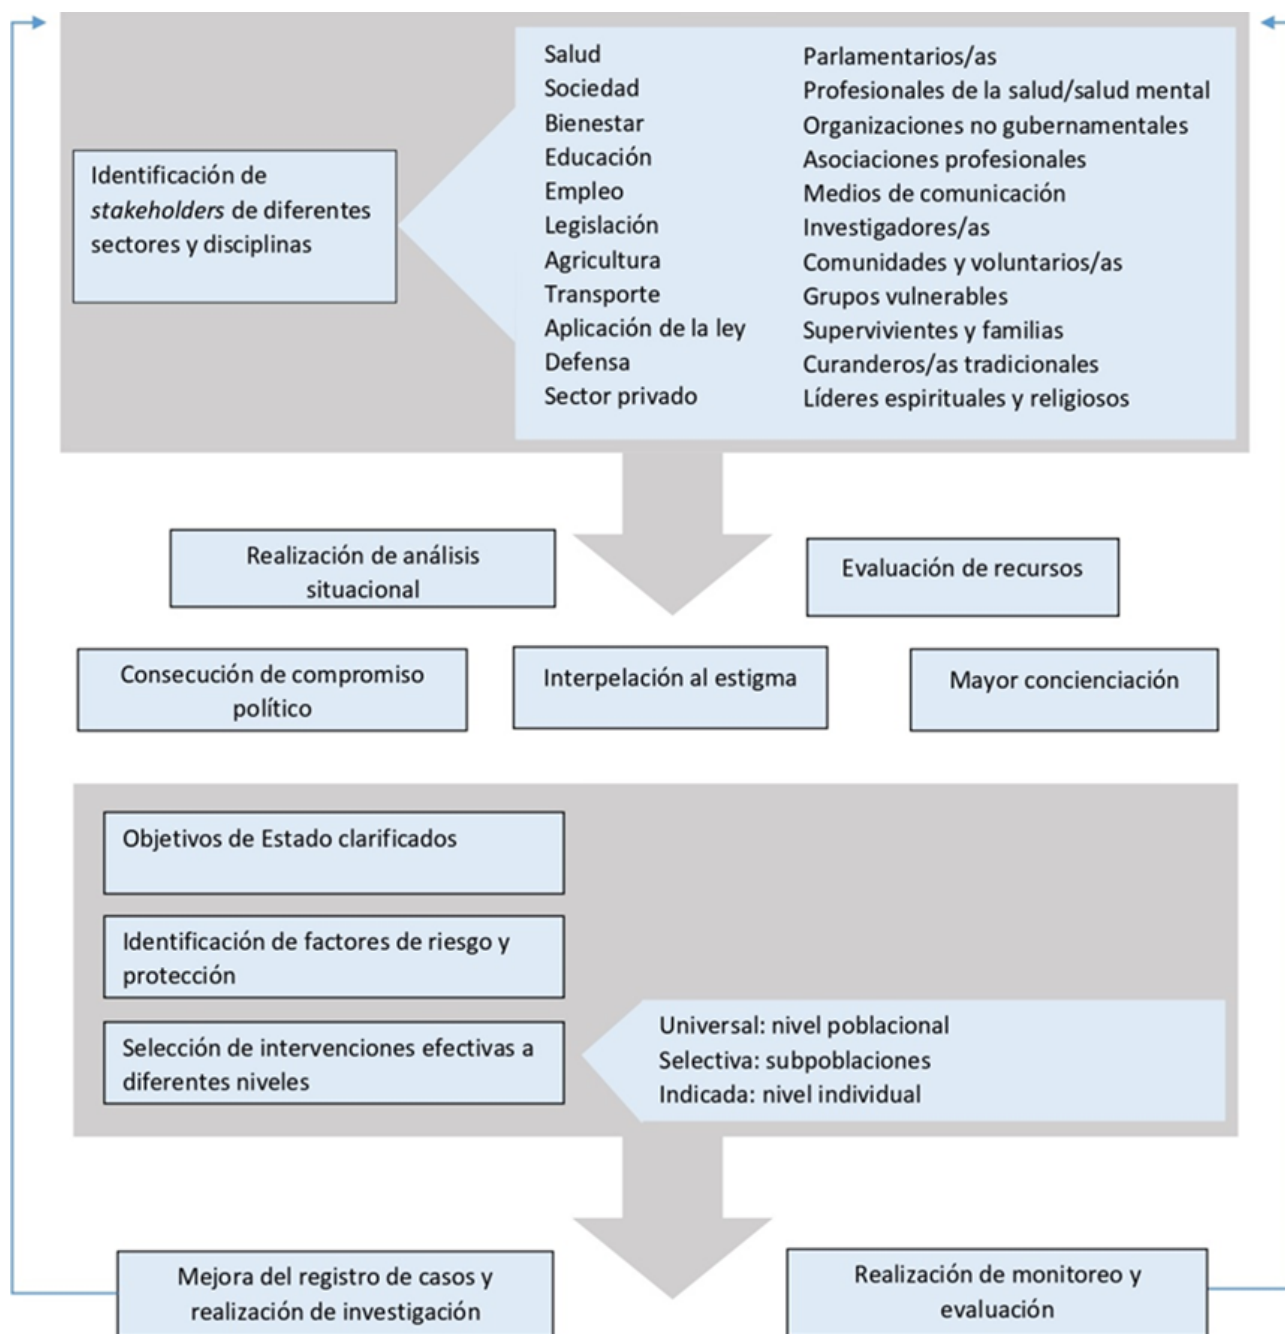 Identificación de
stakeholders de diferentes
sectores y disciplinas
Salud
Sociedad
Bienestar
Educación
Empleo
Legislación
Agricultura
Transporte
Aplicación de la ley
Defensa
Sector privado
Parlamentarios/as
Profesionales de la salud/salud mental
Organizaciones no gubernamentales
Asociaciones profesionales
Medios de comunicación
Investigadores/as
Comunidades y voluntarios/as
Grupos vulnerables
Supervivientes y familias
Curanderos/as tradicionales
Líderes espirituales y religiosos
Realización de análisis
situacional
Evaluación de recursos
Consecución de compromiso
político
Interpelación al estigma
Mayor concienciación
Objetivos de Estado clarificados
Identificación de factores de riesgo y
protección
Selección de intervenciones efectivas a
diferentes niveles
Universal: nivel poblacional
Selectiva: subpoblaciones
Indicada: nivel individual
Mejora del registro de casos y
realización de investigación
Realización de monitoreo y
evaluación